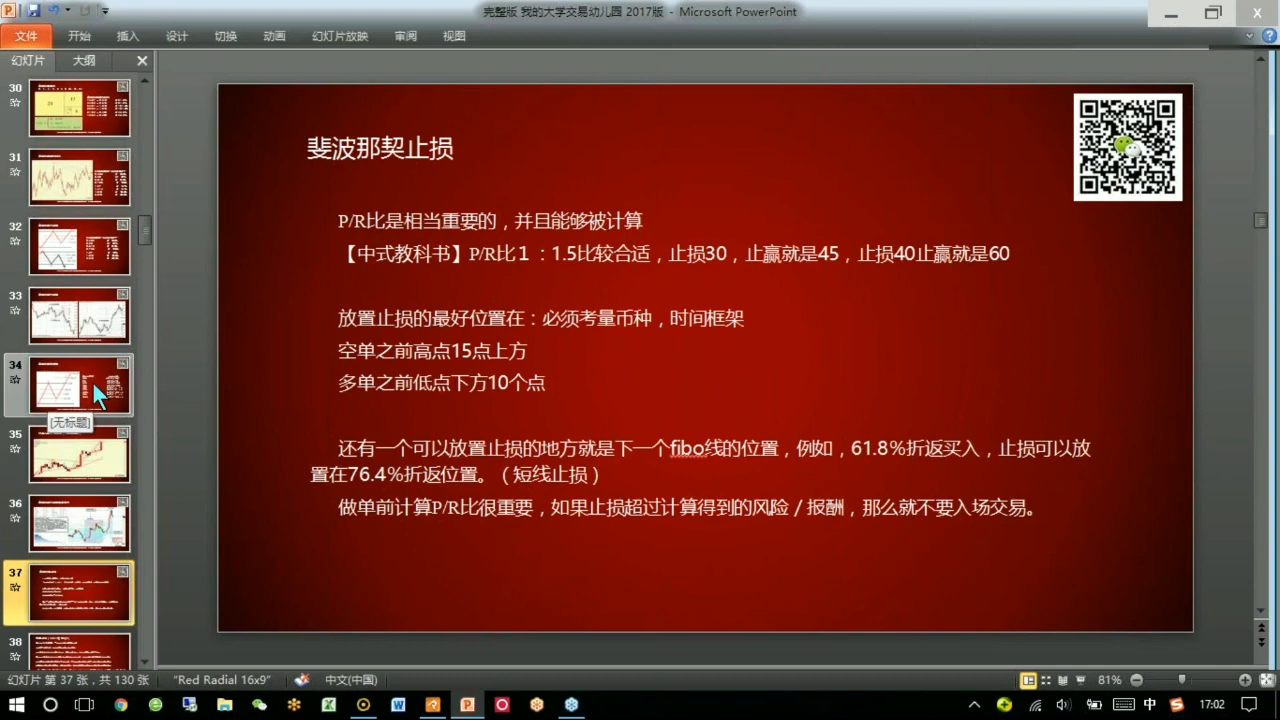 完整版 我的大学交易幼儿园 2017版 - Microsoft PowerPoint
文件 开始 插入 设计 切换 动画 幻灯片放映 审阅 视图
幻灯片 大纲
30
31
32
33
34
[无标题]
35
36
37
38
斐波那契止损
P/R比是相当重要的，并且能够被计算
【中式教科书】P/R比１：1.5比较合适，止损30，止赢就是45，止损40止赢就是60
放置止损的最好位置在：必须考量币种，时间框架
空单之前高点15点上方
多单之前低点下方10个点
还有一个可以放置止损的地方就是下一个fibo线的位置，例如，61.8%折返买入，止损可以放
置在76.4%折返位置。（短线止损）
做单前计算P/R比很重要，如果止损超过计算得到的风险／报酬，那么就不要入场交易。
幻灯片 第 37 张，共 130 张 "Red Radial 16x9" 中文(中国) 81%
中 17:02